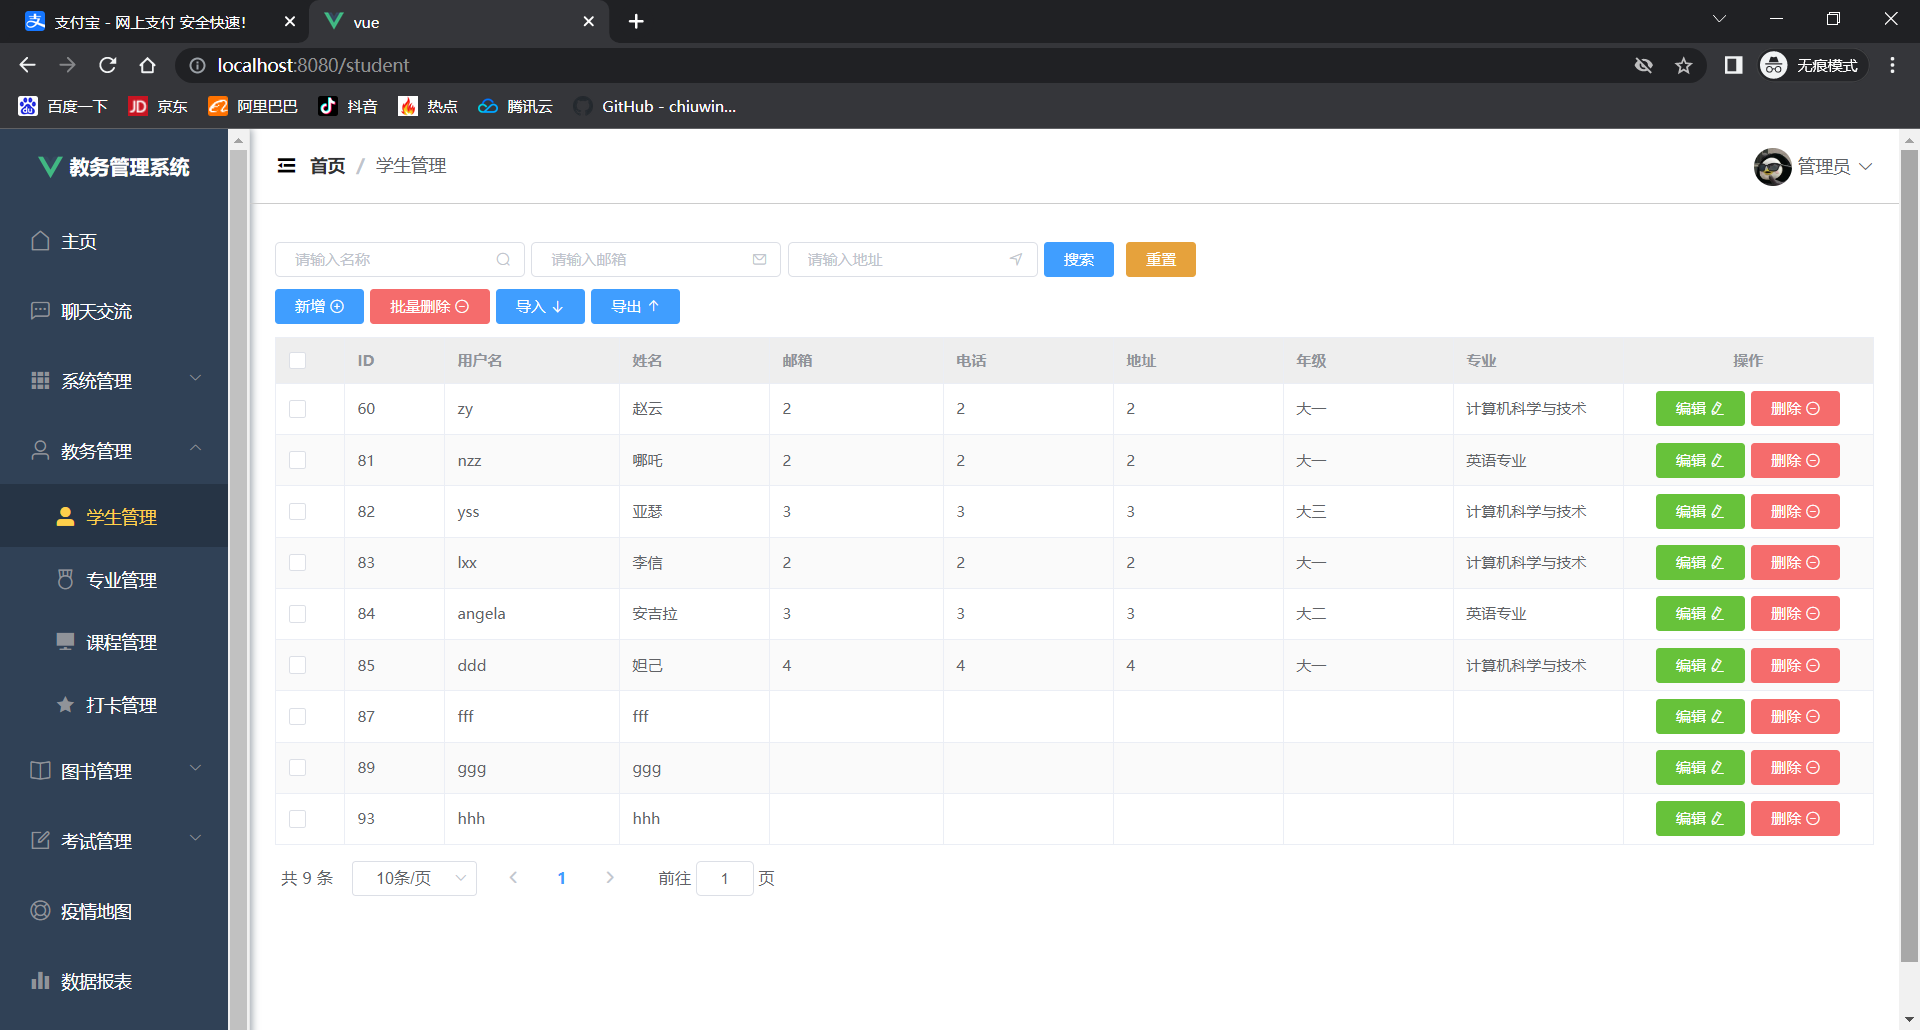 支付宝 - 网上支付 安全快速!
vue
localhost:8080/student
无痕模式
百度一下 京东 阿里巴巴 抖音 热点 腾讯云 GitHub - chiuwin...
教务管理系统
主页
聊天交流
系统管理
教务管理
学生管理
专业管理
课程管理
打卡管理
图书管理
考试管理
疫情地图
数据报表
首页 / 学生管理
管理员
请输入名称 请输入邮箱 请输入地址 搜索 重置
新增 批量删除 导入 导出
ID 用户名 姓名 邮箱 电话 地址 年级 专业 操作
60 zy 赵云 2 2 2 大一 计算机科学与技术 编辑 删除
81 nzz 哪吒 2 2 2 大一 英语专业 编辑 删除
82 yss 亚瑟 3 3 3 大三 计算机科学与技术 编辑 删除
83 lxx 李信 2 2 2 大一 计算机科学与技术 编辑 删除
84 angela 安吉拉 3 3 3 大二 英语专业 编辑 删除
85 ddd 妲己 4 4 4 大一 计算机科学与技术 编辑 删除
87 fff fff 编辑 删除
89 ggg ggg 编辑 删除
93 hhh hhh 编辑 删除
共 9 条 10条/页 1 前往 1 页